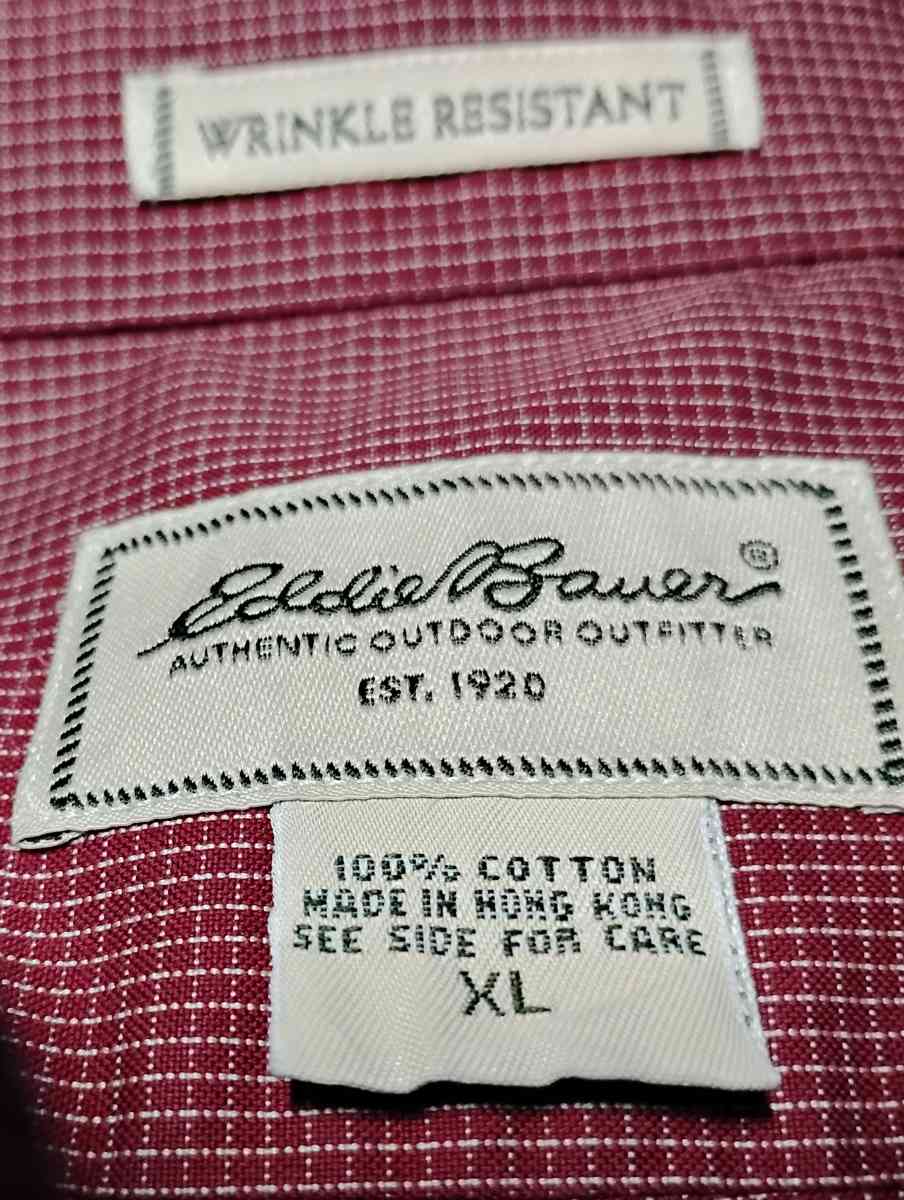 WRINKLE RESISTANT
Eddie Bauer®
AUTHENTIC OUTDOOR OUTFITTER
EST. 1920
100% COTTON
MADE IN HONG KONG
SEE SIDE FOR CARE
XL